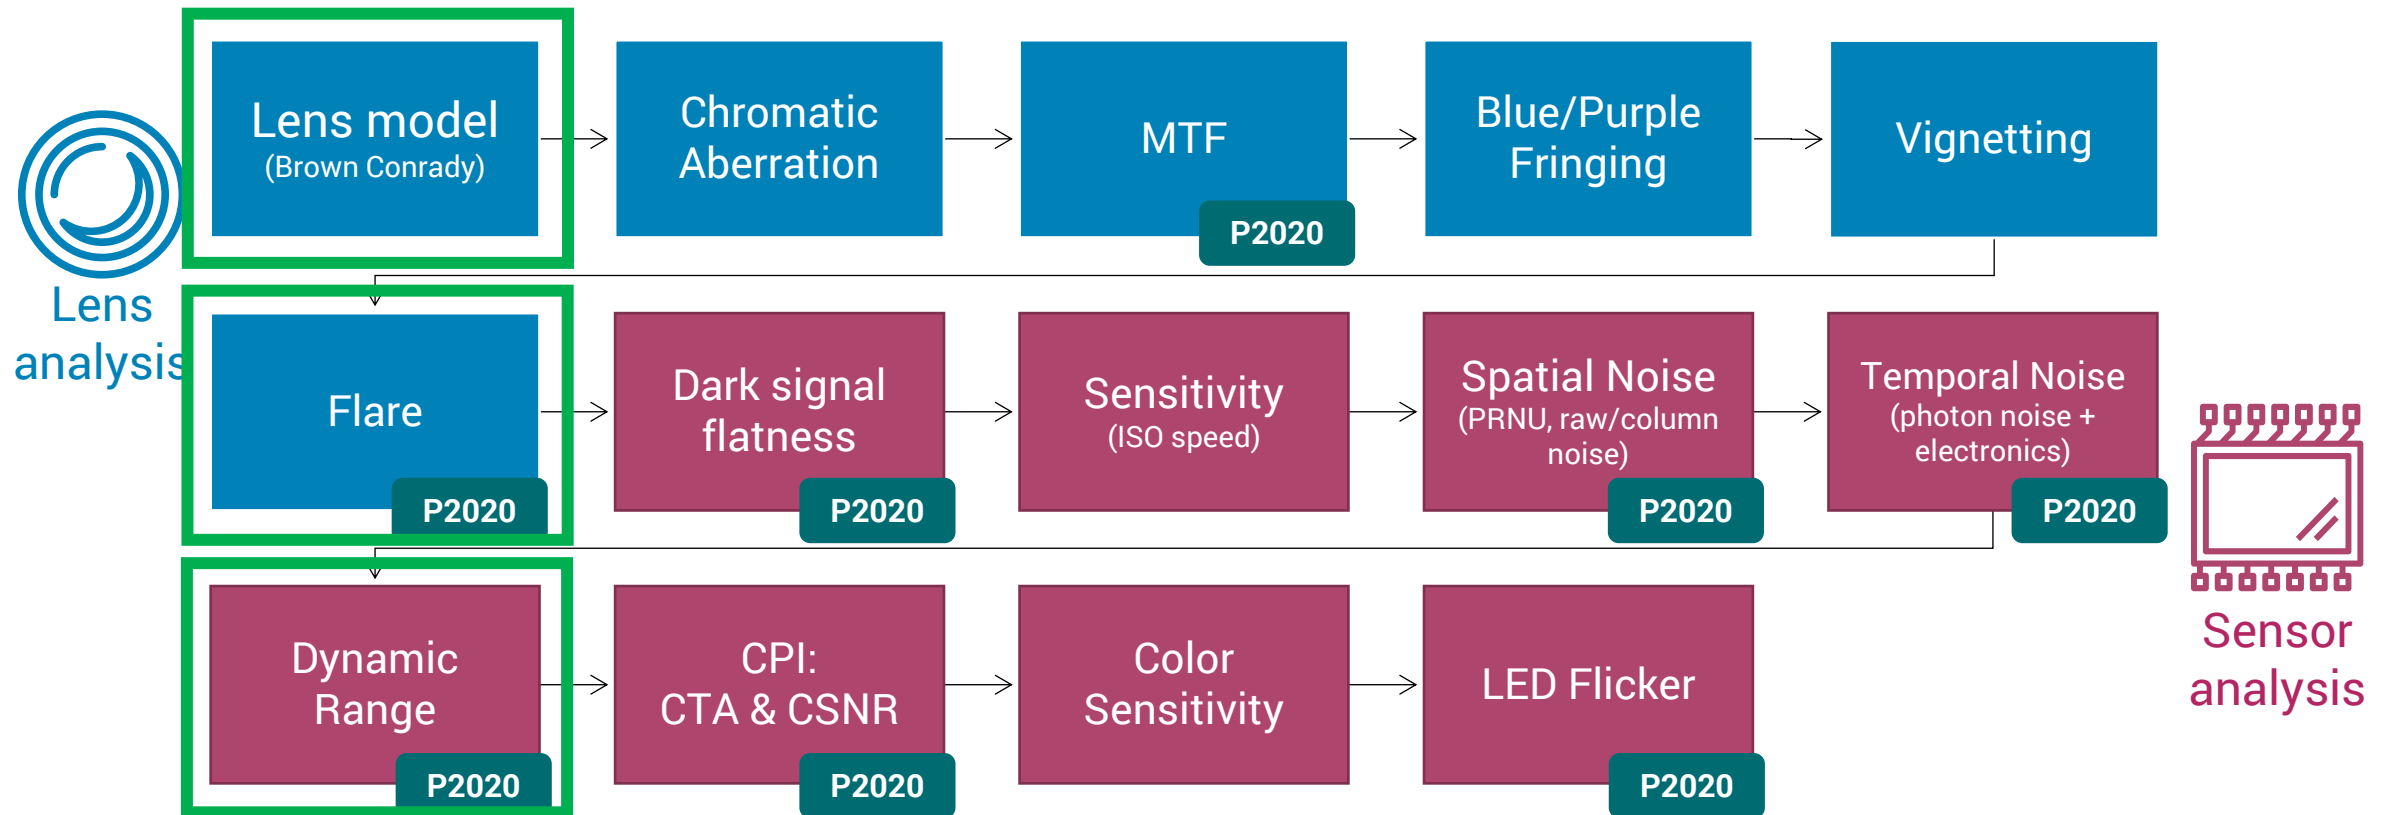 Lens model
(Brown Conrady)
Chromatic
Aberration
MTF
P2020
Blue/Purple
Fringing
Vignetting
Lens
analysis
Flare
P2020
Dark signal
flatness
P2020
Sensitivity
(ISO speed)
Spatial Noise
(PRNU, raw/column
noise)
P2020
Temporal Noise
(photon noise +
electronics)
P2020
Dynamic
Range
P2020
CPI:
CTA & CSNR
P2020
Color
Sensitivity
LED Flicker
P2020
Sensor
analysis